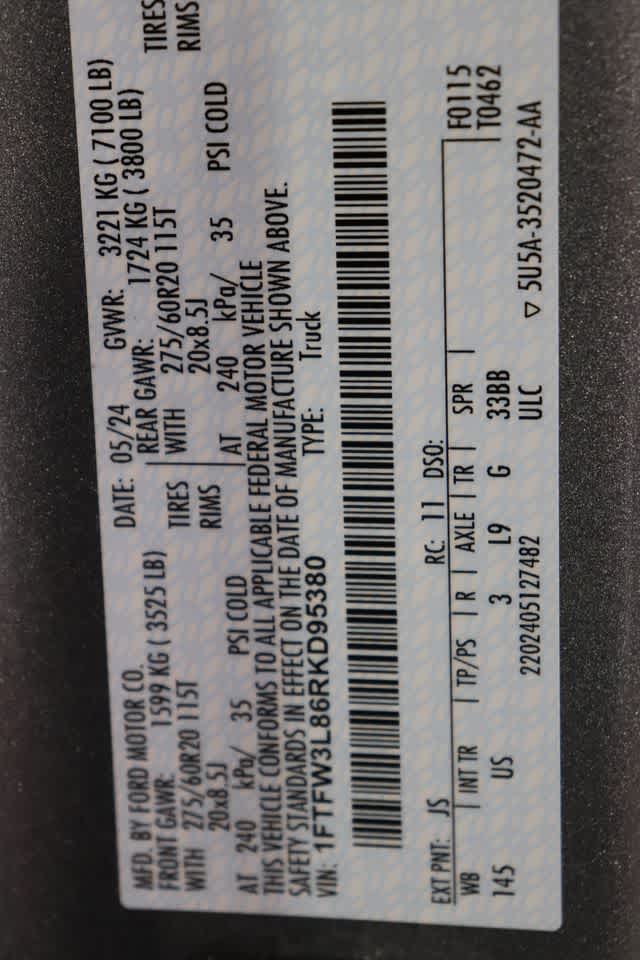 MFD. BY FORD MOTOR CO. DATE: 05/24 GVWR: 3221 KG ( 7100 LB)
FRONT GAWR: 1599 KG ( 3525 LB) REAR GAWR: 1724 KG ( 3800 LB)
WITH 275/60R20 115T TIRES WITH 275/60R20 115T TIRES
20x8.5J RIMS 20x8.5J RIMS
AT 240 kPa/ 35 PSI COLD AT 240 kPa/ 35 PSI COLD
THIS VEHICLE CONFORMS TO ALL APPLICABLE FEDERAL MOTOR VEHICLE
SAFETY STANDARDS IN EFFECT ON THE DATE OF MANUFACTURE SHOWN ABOVE.
VIN: 1FTFW3L86RKD95380 TYPE: Truck
EXT PNT: JS RC: 11 DSO: F0115
WB INT TR TP/PS R AXLE TR SPR T0462
145 US 3 L9 G 33BB
2202405127482 ULC ▽ 5U5A-3520472-AA